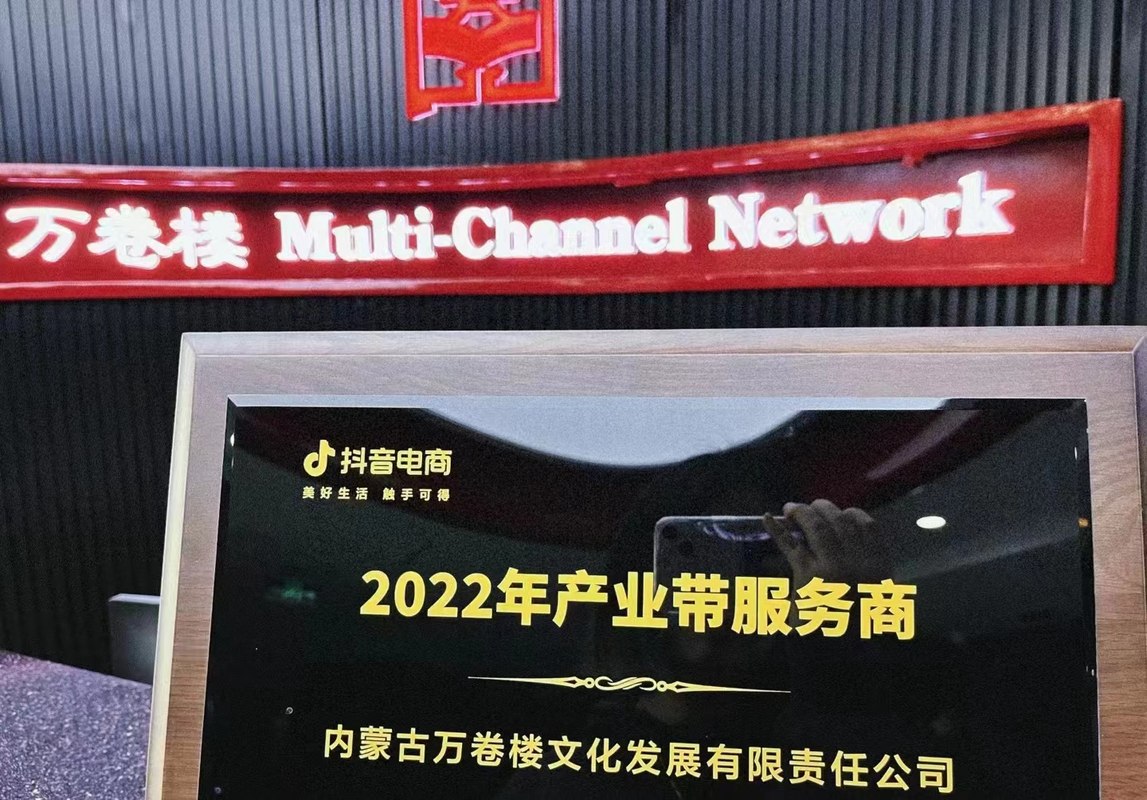 万卷楼 Multi-Channel Network
抖音电商
美好生活 触手可得
2022年产业带服务商
内蒙古万卷楼文化发展有限责任公司